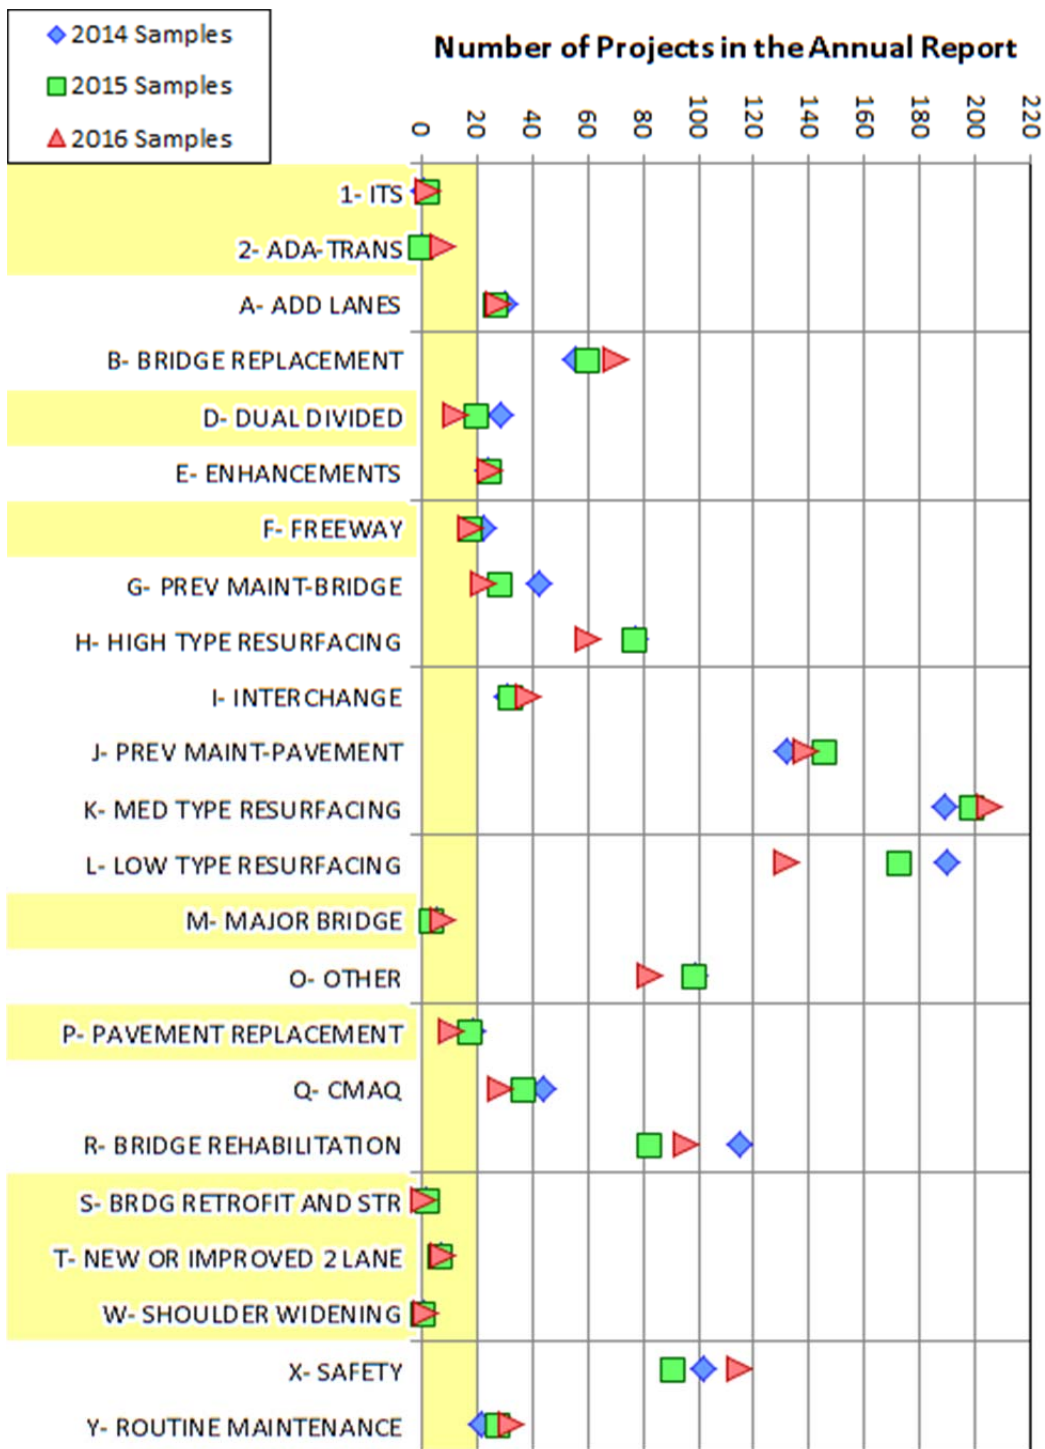 2014 Samples
2015 Samples
2016 Samples
Number of Projects in the Annual Report
0 20 40 60 80 100 120 140 160 180 200 220
1- ITS
2- ADA-TRANS
A- ADD LANES
B- BRIDGE REPLACEMENT
D- DUAL DIVIDED
E- ENHANCEMENTS
F- FREEWAY
G- PREV MAINT-BRIDGE
H- HIGH TYPE RESURFACING
I- INTERCHANGE
J- PREV MAINT-PAVEMENT
K- MED TYPE RESURFACING
L- LOW TYPE RESURFACING
M- MAJOR BRIDGE
O- OTHER
P- PAVEMENT REPLACEMENT
Q- CMAQ
R- BRIDGE REHABILITATION
S- BRDG RETROFIT AND STR
T- NEW OR IMPROVED 2 LANE
W- SHOULDER WIDENING
X- SAFETY
Y- ROUTINE MAINTENANCE